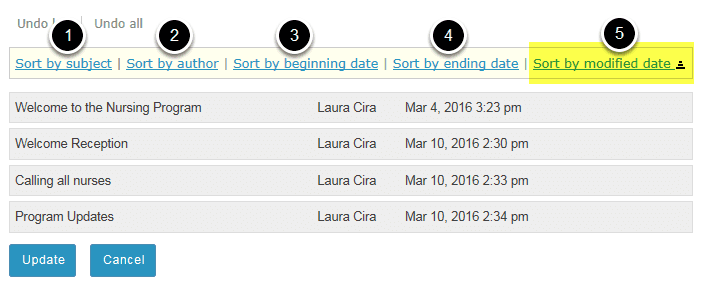 Undo Undo all
1 2 3 4 5
Sort by subject | Sort by author | Sort by beginning date | Sort by ending date | Sort by modified date
Welcome to the Nursing Program Laura Cira Mar 4, 2016 3:23 pm
Welcome Reception Laura Cira Mar 10, 2016 2:30 pm
Calling all nurses Laura Cira Mar 10, 2016 2:33 pm
Program Updates Laura Cira Mar 10, 2016 2:34 pm
Update Cancel